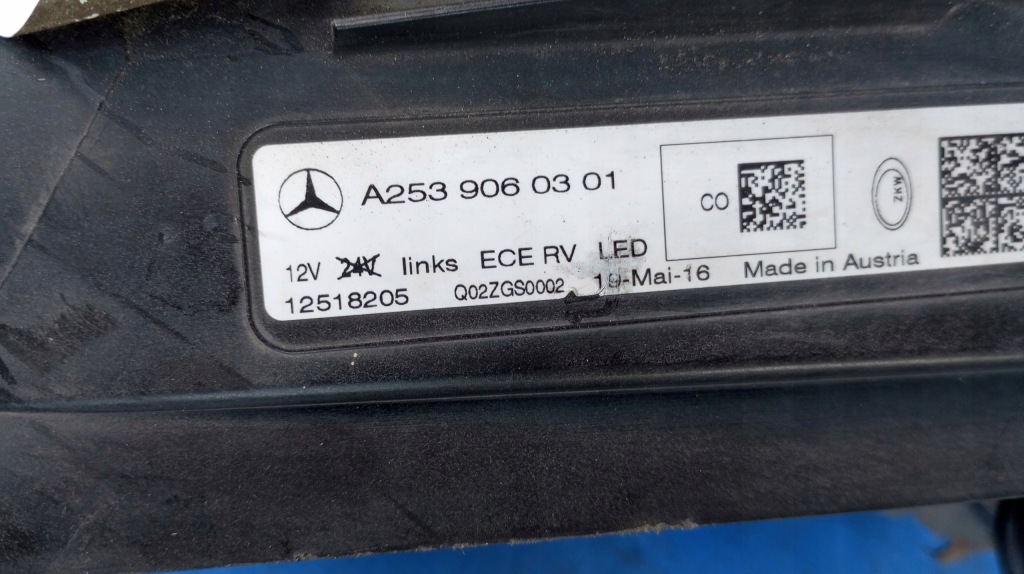 A253 906 03 01
CO
12V 24V links ECE RV LED
12518205 Q02ZGS0002 19-Mai-16 Made in Austria